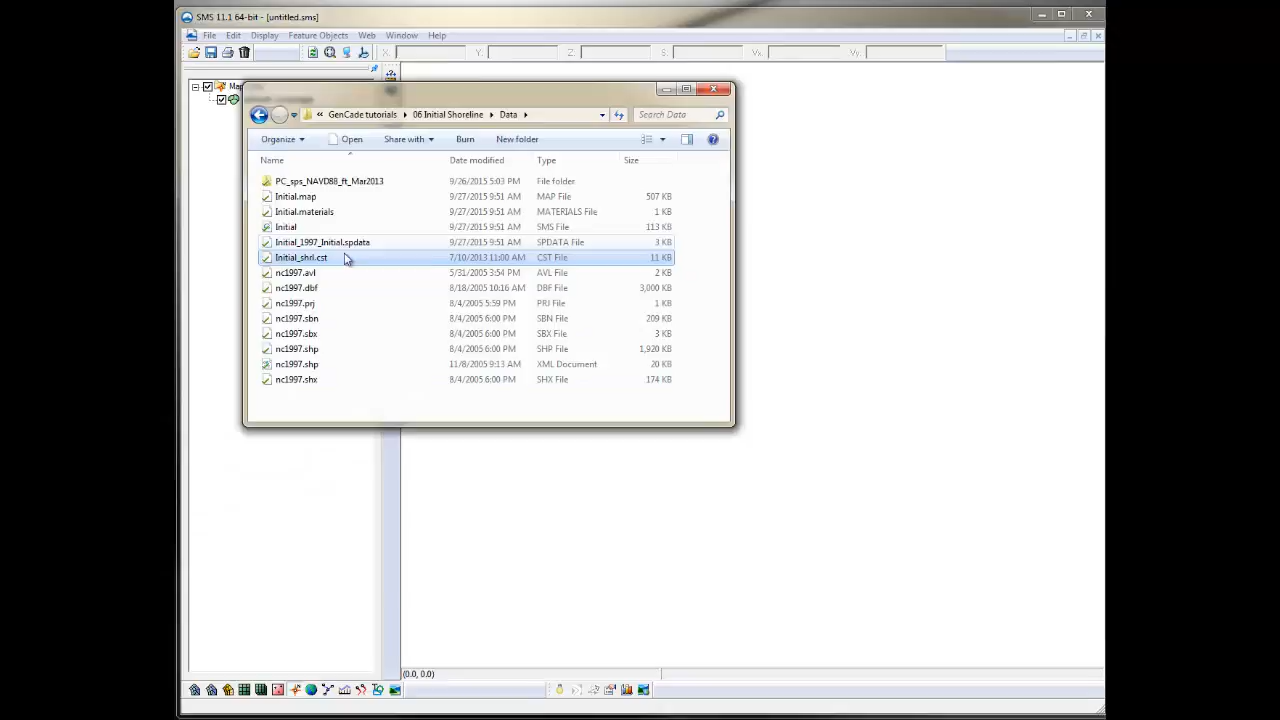 SMS 11.1 64-bit - [untitled.sms]
File Edit Display Feature Objects Web Window Help
X: Y: Z: S: Vx: Vy:
Map
GenCade tutorials 06 Initial Shoreline Data Search Data
Organize Open Share with Burn New folder
Name Date modified Type Size
PC_sps_NAVD88_ft_Mar2013 9/26/2015 5:03 PM File folder
Initial.map 9/27/2015 9:51 AM MAP File 507 KB
Initial.materials 9/27/2015 9:51 AM MATERIALS File 1 KB
Initial 9/27/2015 9:51 AM SMS File 113 KB
Initial_1997_Initial.spdata 9/27/2015 9:51 AM SPDATA File 3 KB
Initial_shrl.cst 7/10/2013 11:00 AM CST File 11 KB
nc1997.avl 5/31/2005 3:54 PM AVL File 2 KB
nc1997.dbf 8/18/2005 10:16 AM DBF File 3,000 KB
nc1997.prj 8/4/2005 5:59 PM PRJ File 1 KB
nc1997.sbn 8/4/2005 6:00 PM SBN File 209 KB
nc1997.sbx 8/4/2005 6:00 PM SBX File 3 KB
nc1997.shp 8/4/2005 6:00 PM SHP File 1,920 KB
nc1997.shp 11/8/2005 9:13 AM XML Document 20 KB
nc1997.shx 8/4/2005 6:00 PM SHX File 174 KB
(0.0, 0.0)